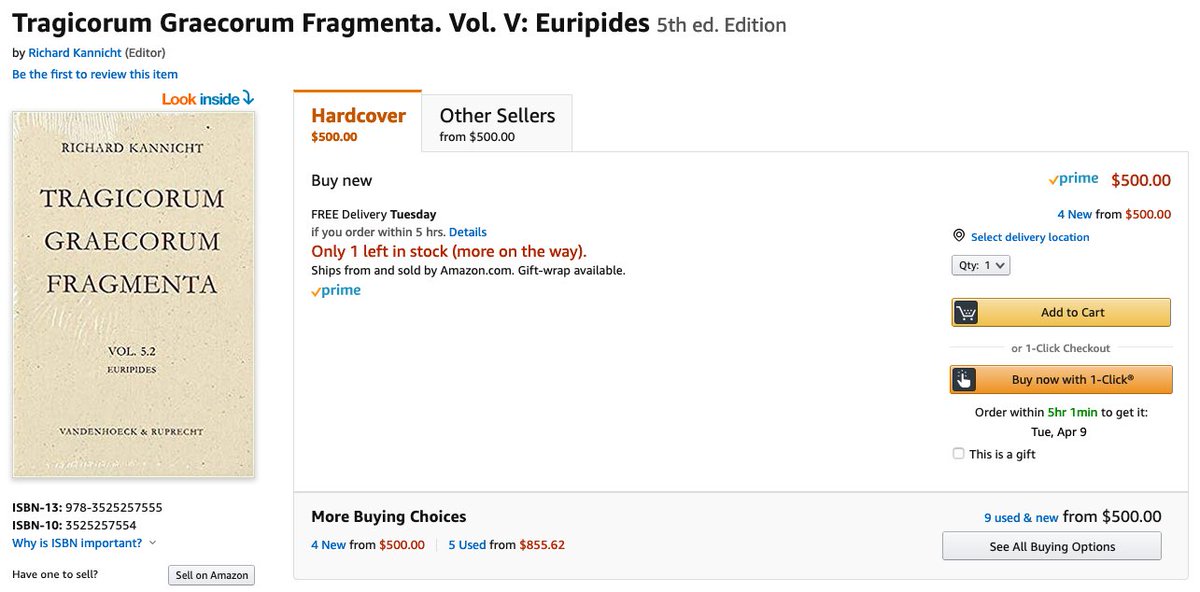 Tragicorum Graecorum Fragmenta. Vol. V: Euripides 5th ed. Edition
by Richard Kannicht (Editor)
Be the first to review this item
Look inside
RICHARD KANNICHT
TRAGICORUM
GRAECORUM
FRAGMENTA
VOL. 5.2
EURIPIDES
VANDENHOECK & RUPRECHT
ISBN-13: 978-3525257555
ISBN-10: 3525257554
Why is ISBN important?
Have one to sell? Sell on Amazon
Hardcover
$500.00
Other Sellers
from $500.00
Buy new
prime $500.00
FREE Delivery Tuesday
if you order within 5 hrs. Details
Only 1 left in stock (more on the way).
Ships from and sold by Amazon.com. Gift-wrap available.
prime
4 New from $500.00
Select delivery location
Qty: 1
Add to Cart
or 1-Click Checkout
Buy now with 1-Click®
Order within 5hr 1min to get it:
Tue, Apr 9
This is a gift
More Buying Choices
4 New from $500.00 5 Used from $855.62
9 used & new from $500.00
See All Buying Options